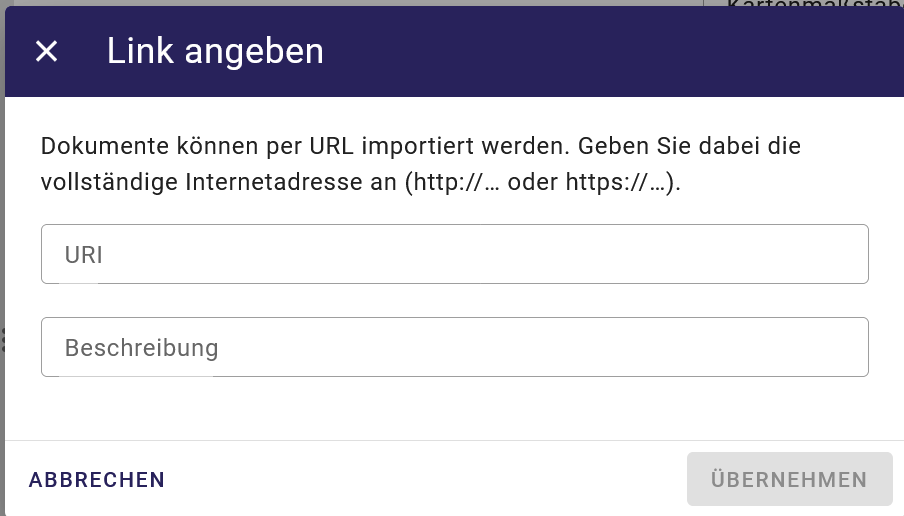 Link angeben
Dokumente können per URL importiert werden. Geben Sie dabei die
vollständige Internetadresse an (http://… oder https://…).
URI
Beschreibung
ABBRECHEN
ÜBERNEHMEN